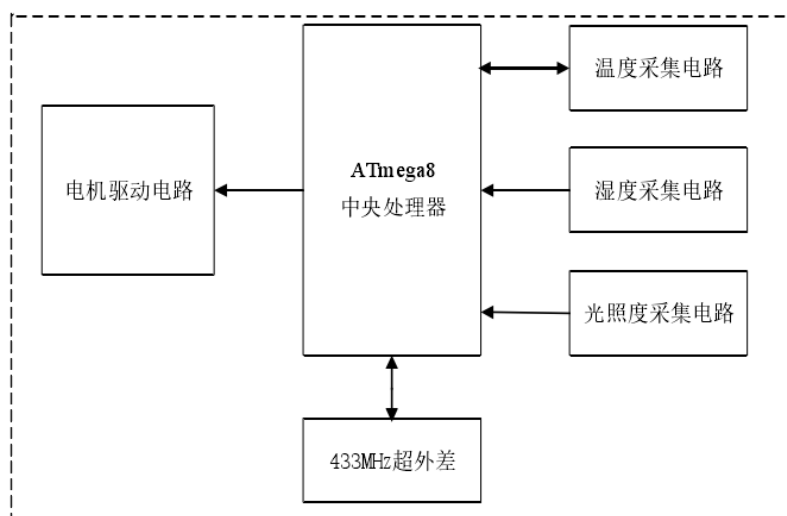 温度采集电路
电机驱动电路
ATmega8
中央处理器
湿度采集电路
光照度采集电路
433MHz超外差